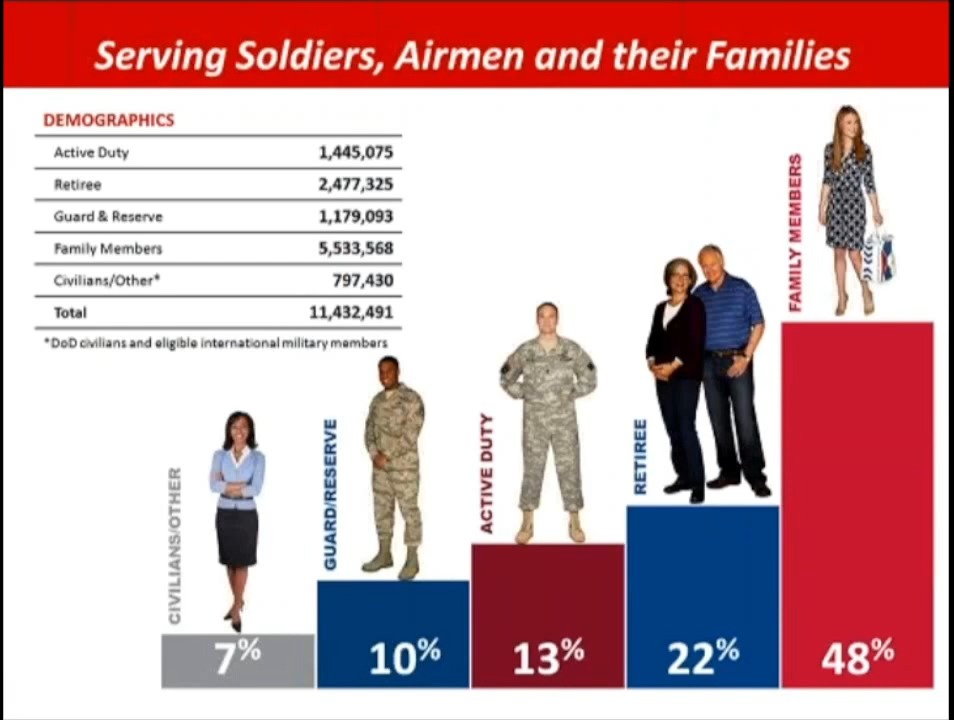 Serving Soldiers, Airmen and their Families
DEMOGRAPHICS
Active Duty 1,445,075
Retiree 2,477,325
Guard & Reserve 1,179,093
Family Members 5,533,568
Civilians/Other* 797,430
Total 11,432,491
*DoD civilians and eligible international military members
CIVILIANS/OTHER
GUARD/RESERVE
ACTIVE DUTY
RETIREE
FAMILY MEMBERS
7% 10% 13% 22% 48%